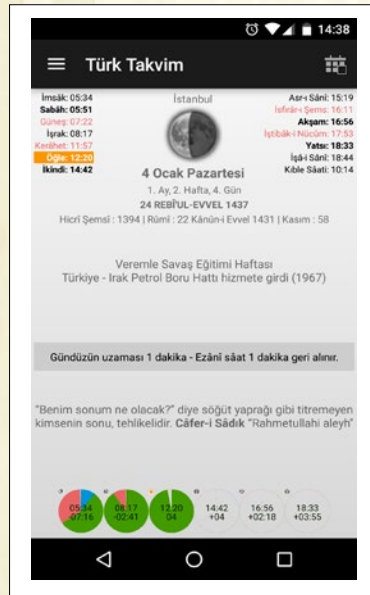 14:38
Türk Takvim
İmsâk: 05:34
Sabâh: 05:51
Güneş: 07:22
İşrak: 08:17
Kerâhet: 11:57
Öğle: 12:20
İkindi: 14:42
İstanbul
Asr-ı Sânî: 15:19
İsfirâr-ı Şems: 16:11
Akşam: 16:56
İştibâk-i Nücûm: 17:53
Yatsı: 18:33
İşâ-i Sânî: 18:44
Kıble Sâati: 10:14
4 Ocak Pazartesi
1. Ay, 2. Hafta, 4. Gün
24 REBÎ'UL-EVVEL 1437
Hicrî Şemsî : 1394 | Rûmî : 22 Kânûn-i Evvel 1431 | Kasım : 58
Veremle Savaş Eğitimi Haftası
Türkiye - Irak Petrol Boru Hattı hizmete girdi (1967)
Gündüzün uzaması 1 dakika - Ezânî sâat 1 dakika geri alınır.
"Benim sonum ne olacak?" diye söğüt yaprağı gibi titremeyen
kimsenin sonu, tehlikelidir. Câfer-i Sâdık "Rahmetullahi aleyh"
05:34 08:17 12:20 14:42 16:56 18:33
-07:16 -02:41 04 +04 +02:18 +03:55